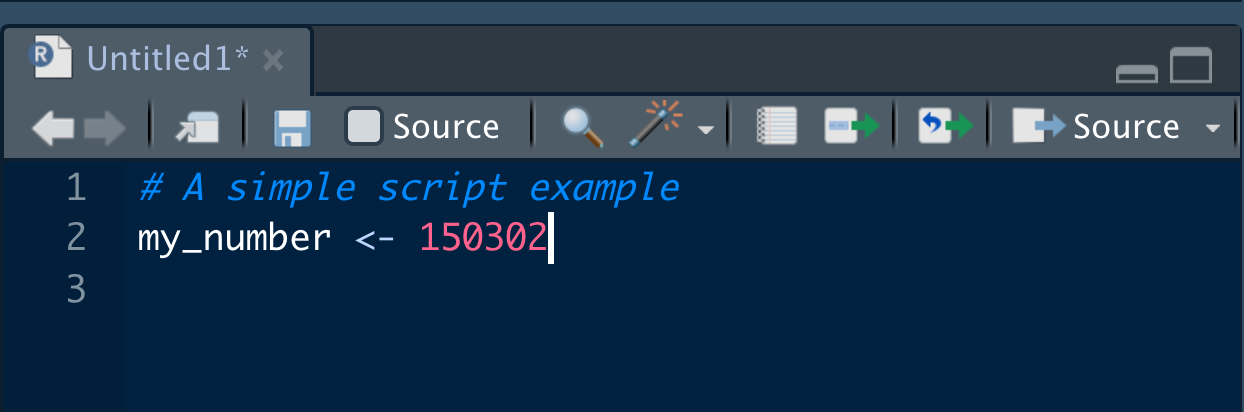 R Untitled1*
Source Source
1 # A simple script example
2 my_number <- 150302
3